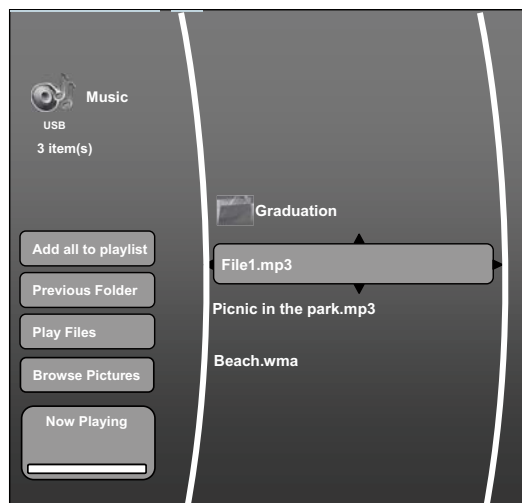 Music
USB
3 item(s)
Add all to playlist
Previous Folder
Play Files
Browse Pictures
Now Playing
Graduation
File1.mp3
Picnic in the park.mp3
Beach.wma